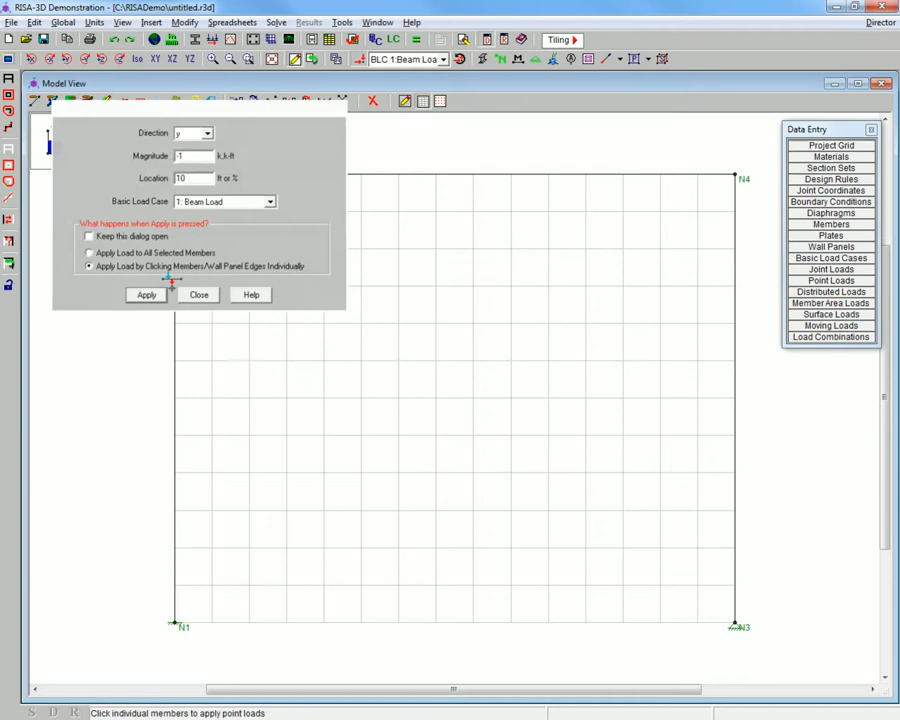 RISA-3D Demonstration - [C:\RISADemo\untitled.r3d]
File Edit Global Units View Insert Modify Spreadsheets Solve Results Tools Window Help
Director
Iso XY XZ YZ
BLC 1:Beam Loa
Tiling
Model View
Direction y
Magnitude -1 k,k-ft
Location 10 ft or %
Basic Load Case 1: Beam Load
What happens when Apply is pressed?
Keep this dialog open
Apply Load to All Selected Members
Apply Load by Clicking Members/Wall Panel Edges Individually
Apply Close Help
Data Entry
Project Grid
Materials
Section Sets
Design Rules
Joint Coordinates
Boundary Conditions
Diaphragms
Members
Plates
Wall Panels
Basic Load Cases
Joint Loads
Point Loads
Distributed Loads
Member Area Loads
Surface Loads
Moving Loads
Load Combinations
N4
N1
N3
S D R Click individual members to apply point loads